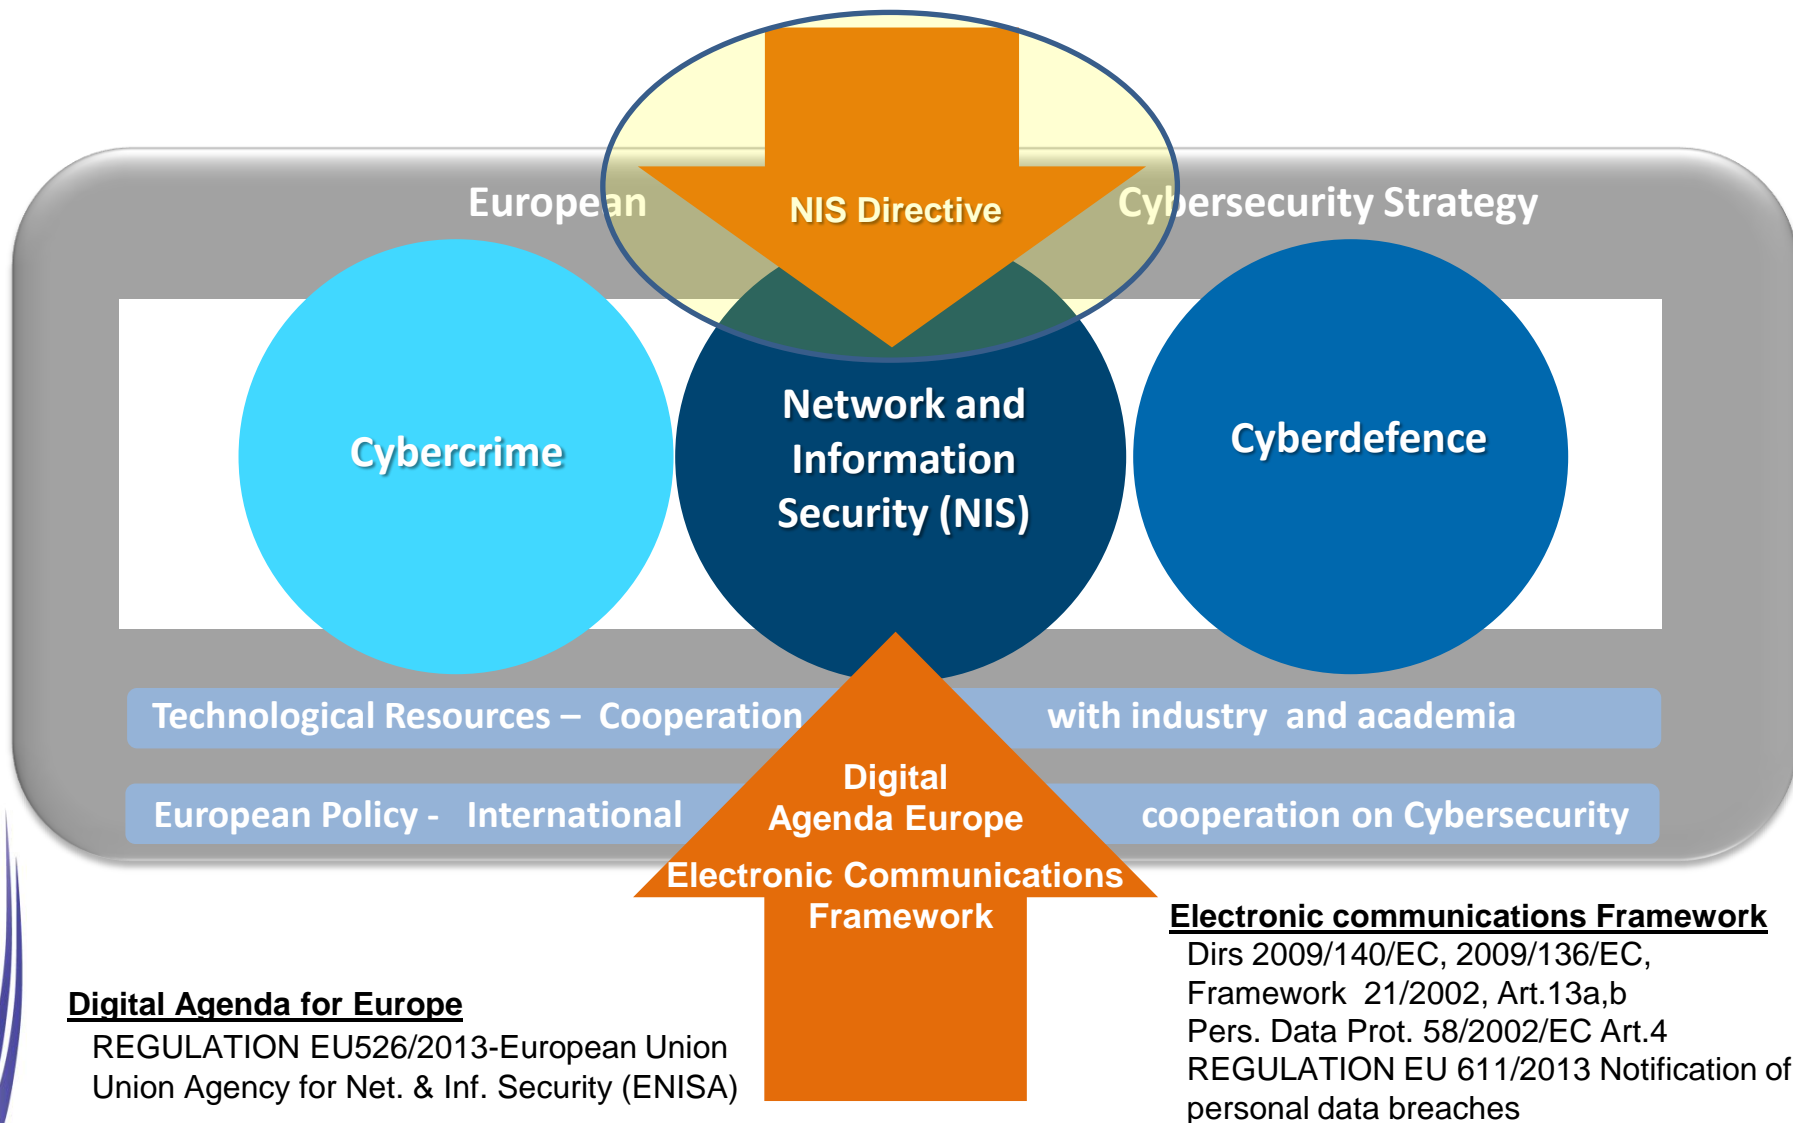 European Cybersecurity Strategy
NIS Directive
Cybercrime
Network and
Information
Security (NIS)
Cyberdefence
Technological Resources – Cooperation with industry and academia
European Policy - International cooperation on Cybersecurity
Digital
Agenda Europe
Electronic Communications
Framework
Digital Agenda for Europe
REGULATION EU526/2013-European Union
Union Agency for Net. & Inf. Security (ENISA)
Electronic communications Framework
Dirs 2009/140/EC, 2009/136/EC,
Framework 21/2002, Art.13a,b
Pers. Data Prot. 58/2002/EC Art.4
REGULATION EU 611/2013 Notification of
personal data breaches